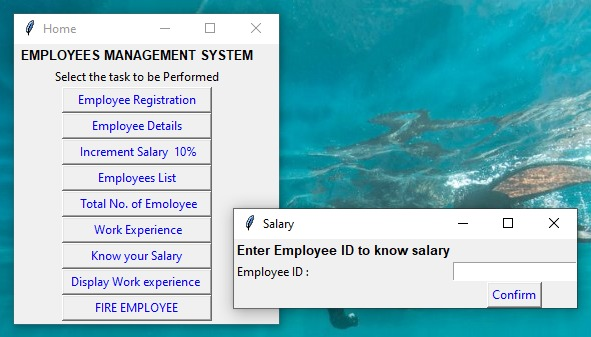 Home
EMPLOYEES MANAGEMENT SYSTEM
Select the task to be Performed
Employee Registration
Employee Details
Increment Salary 10%
Employees List
Total No. of Emoloyee
Work Experience
Know your Salary
Display Work experience
FIRE EMPLOYEE
Salary
Enter Employee ID to know salary
Employee ID :
Confirm